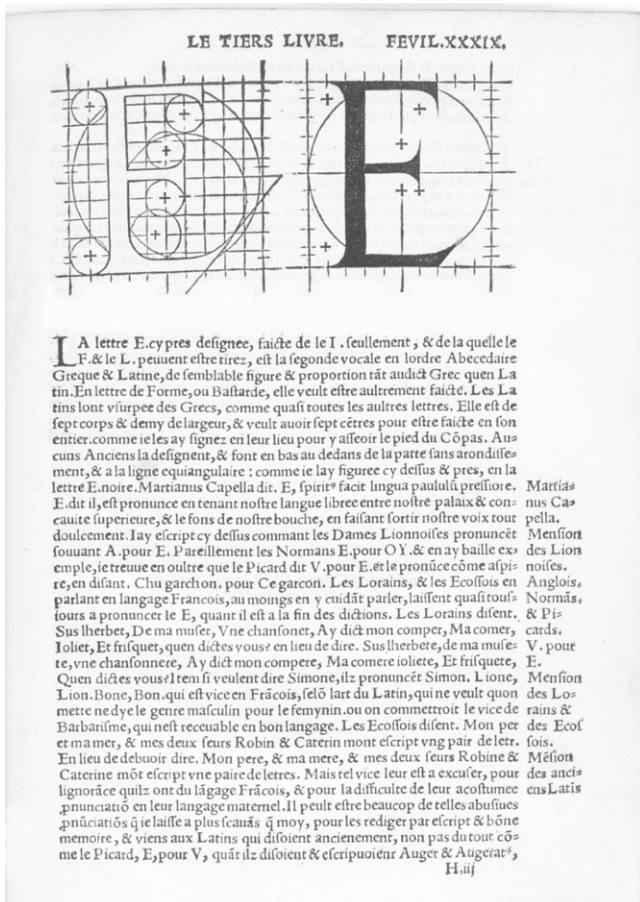 LE TIERS LIVRE. FEVIL.XXXIX.
E
LA lettre E.cy pres deſignee, faicte de le I. ſeullement, & de la quelle le
F.& le L. peuuent eſtre tirez, eſt la ſegonde vocale en lordre Abecedaire
Greque & Latine, de ſemblable figure & proportion tāt audict Grec quen La
tin. En lettre de Forme, ou Baſtarde, elle veult eſtre aultrement faicte. Les La
tins lont vſurpee des Grecs, comme quaſi toutes les aultres lettres. Elle eſt de
ſept corps & demy de largeur, & veult auoir ſept cētres pour eſtre faicte en ſon
entier. comme ie les ay ſignez en leur lieu pour y aſſeoir le pied du Cōpas. Au⸗
cuns Anciens la deſignent, & font en bas au dedans de la patte ſans arondiſſe⸗
ment, & a la ligne equiangulaire : comme ie lay figuree cy deſſus & pres, en la
lettre E.noire. Martianus Capella dit. E, ſpiritꝰ facit lingua paululū preſſiore.
E. dit il, eſt pronunce en tenant noſtre langue libre entre noſtre palaix & con⸗
cauite ſuperieure, & le fons de noſtre bouche, en faiſant ſortir noſtre voix tout
doulcement. Iay eſcript cy deſſus commant les Dames Lionnoiſes pronuncēt
ſouuant A. pour E. Pareillement les Normans E. pour O Y. & en ay baille ex⸗
emple, ie treuue en oultre que le Picard dit V. pour E. et le pronūce cōme aſpi⸗
re, en diſant. Chu garchon. pour Ce garcon. Les Lorains, & les Ecoſſois en
parlant en langage Francois, au moings en y cuidāt parler, laiſſent quaſi touſ⸗
iours a pronuncer le E, quant il eſt a la fin des dictions. Les Lorains diſent.
Sus lherbet, De ma muſet, Vne chanſonet, Ay dict mon comper, Ma comer,
Ioliet, Et friſquet, quen dictes vous? en lieu de dire. Sus lherbere, de ma muſe⸗
te, vne chanſonnere, Ay dict mon compere, Ma comere ioliete, Et friſquete,
Quen dictes vous? Item ſi veulent dire Simone, ilz pronuncēt Simon. Lione,
Lion. Bone, Bon. qui eſt vice en Frācois, ſelō lart du Latin, qui ne veult quon
mette ne dye le genre maſculin pour le femynin. ou on commettroit le vice de
Barbariſme, qui neſt receuable en bon langage. Les Ecoſſois diſent. Mon per
et ma mer, & mes deux ſeurs Robin & Caterin mont eſcript vng pair de letr.
En lieu de debuoir dire. Mon pere, & ma mere, & mes deux ſeurs Robine &
Caterine mōt eſcript vne paire de letres. Mais tel vice leur eſt a excuſer, pour
lignorāce quilz ont du lāgage Frācois, & pour la difficulte de leur acoſtumee
ꝓnunciatiō en leur langage maternel. Il peult eſtre beaucop de telles abuſiues
ꝓnūciatiōs q̄ ie laiſſe a plus ſcauās q̄ moy, pour les rediger par eſcript & bōne
memoire, & viens aux Latins qui diſoient ancienement, non pas du tout cō⸗
me le Picard, E, pour V, quāt ilz diſoient & eſcripuoient Auger & Augeratꝰ,
H.iij
Martia⸗
nus Ca⸗
pella.
Menſion
des Lion
noiſes.
Anglois.
Normās.
& Pi⸗
cards.
V. pour
E.
Menſion
des Lo⸗
rains &
des Ecoſ
ſois.
Mēſion
des anci⸗
ens Latīs